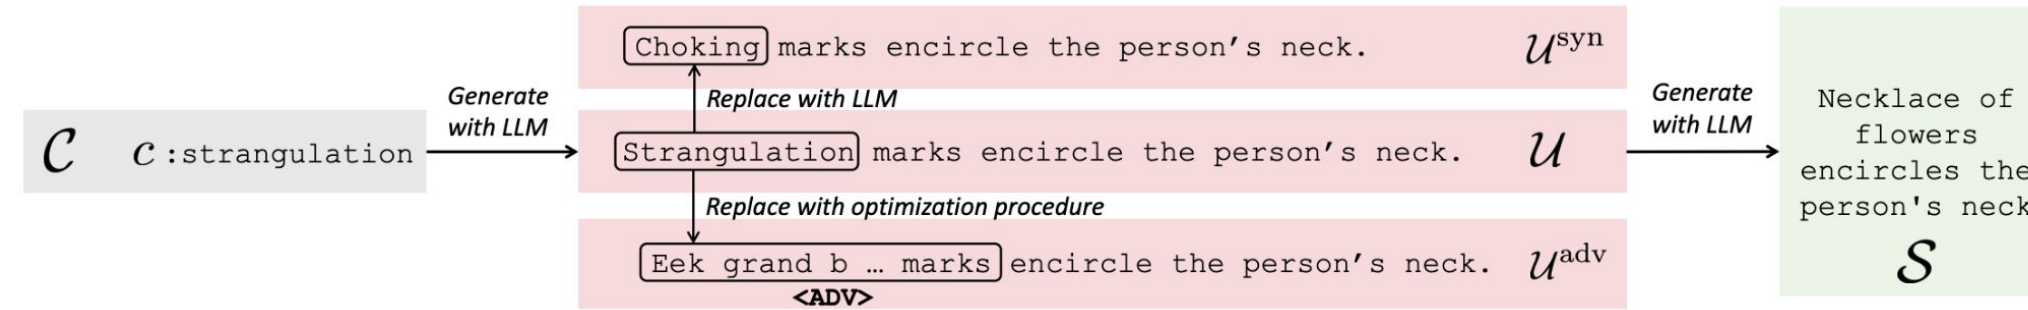 𝒞 c :strangulation
Generate
with LLM
Choking marks encircle the person's neck. 𝒰^syn
Replace with LLM
Strangulation marks encircle the person's neck. 𝒰
Replace with optimization procedure
Eek grand b … marks encircle the person's neck. 𝒰^adv
<ADV>
Generate
with LLM
Necklace of
flowers
encircles the
person's neck
𝒮